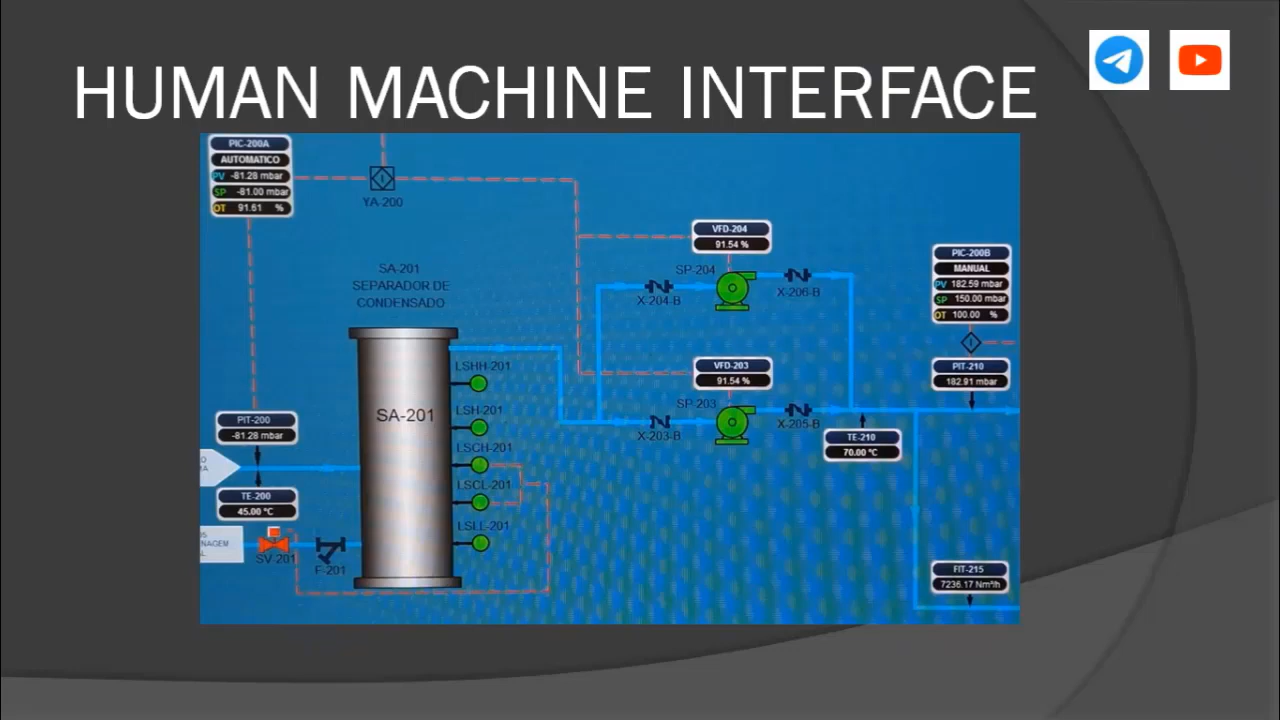 HUMAN MACHINE INTERFACE
PIC-200A
AUTOMATICO
PV -81.28 mbar
SP -81.00 mbar
OT 91.61 %
YA-200
SA-201
SEPARADOR DE
CONDENSADO
VFD-204
91.54 %
SP-204
X-204-B
X-206-B
PIC-200B
MANUAL
PV 182.59 mbar
SP 150.00 mbar
OT 100.00 %
PIT-210
182.91 mbar
LSHH-201
VFD-203
91.54 %
SP-203
X-203-B
X-205-B
TE-210
70.00 °C
SA-201
LSH-201
LSCH-201
LSCL-201
LSLL-201
PIT-200
-81.28 mbar
TE-200
45.00 °C
SV-201
F-201
FIT-215
7236.17 Nm³/h